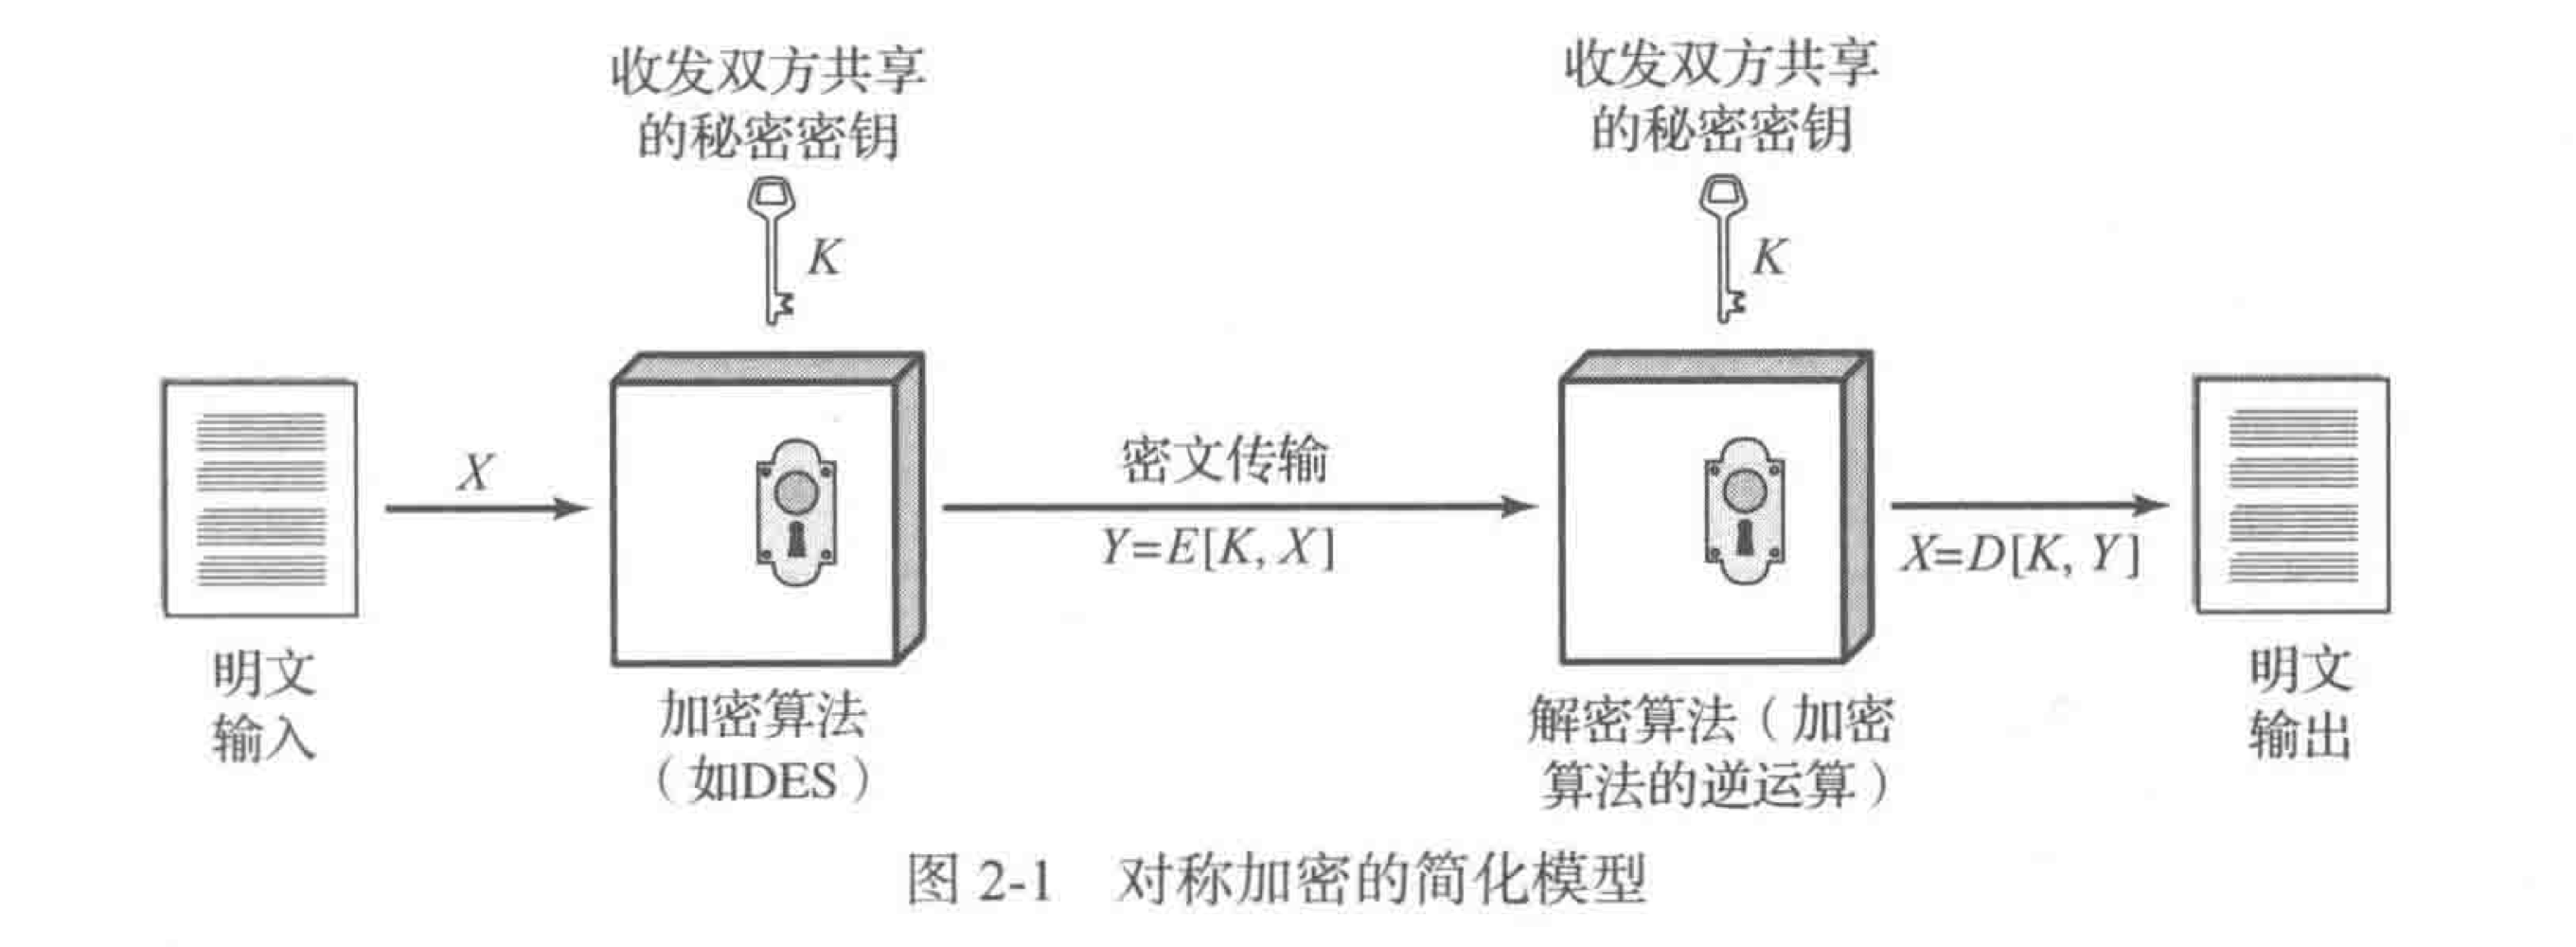 收发双方共享
的秘密密钥
K
收发双方共享
的秘密密钥
K
X
密文传输
Y=E[K, X]
X=D[K, Y]
明文
输入
加密算法
（如DES）
解密算法（加密
算法的逆运算）
明文
输出
图 2-1 对称加密的简化模型